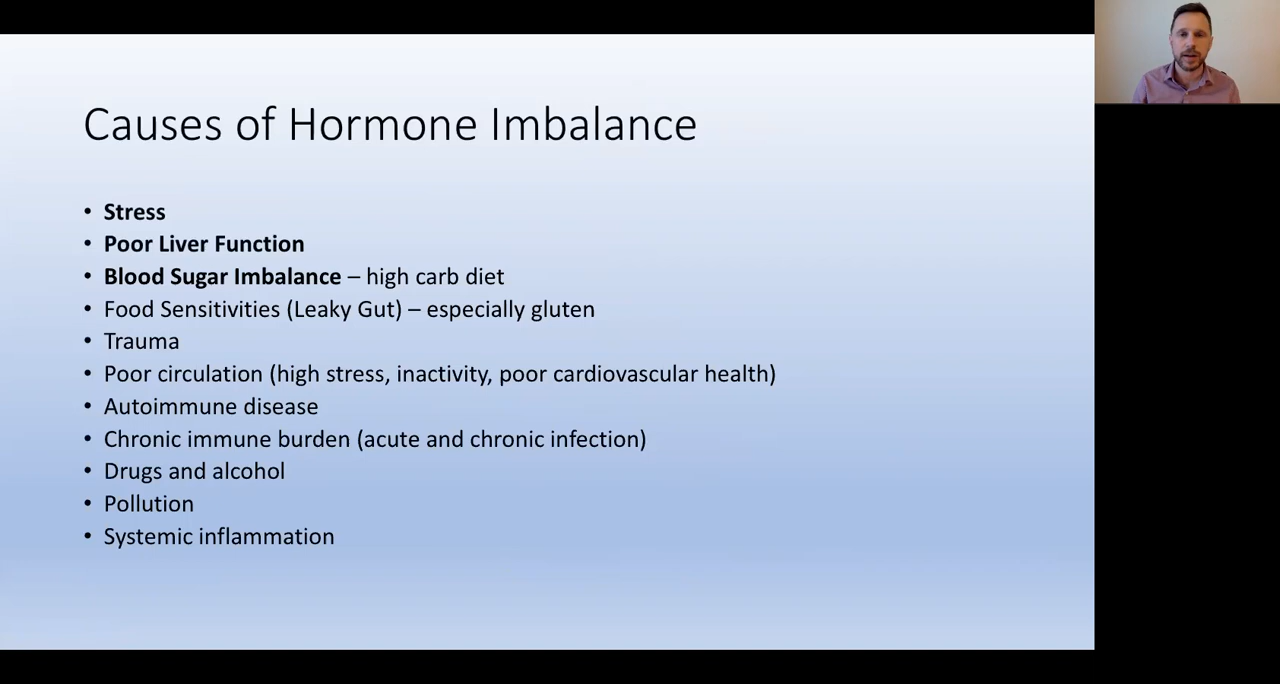 Causes of Hormone Imbalance
• Stress
• Poor Liver Function
• Blood Sugar Imbalance – high carb diet
• Food Sensitivities (Leaky Gut) – especially gluten
• Trauma
• Poor circulation (high stress, inactivity, poor cardiovascular health)
• Autoimmune disease
• Chronic immune burden (acute and chronic infection)
• Drugs and alcohol
• Pollution
• Systemic inflammation